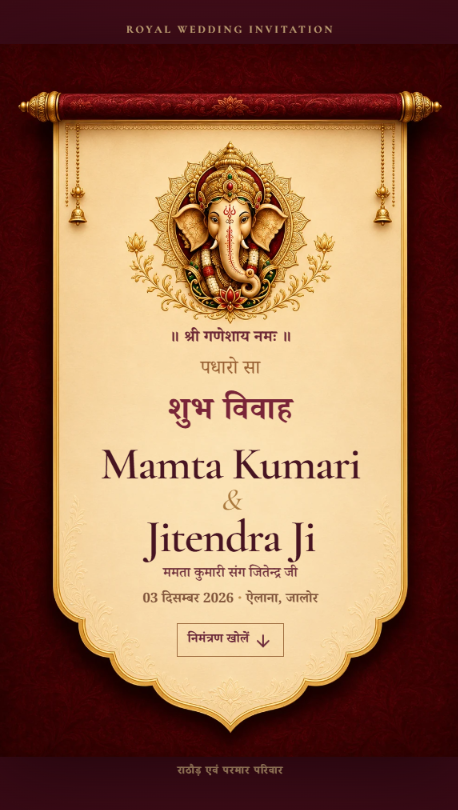 ROYAL WEDDING INVITATION
॥ श्री गणेशाय नमः ॥
पधारो सा
शुभ विवाह
Mamta Kumari
&
Jitendra Ji
ममता कुमारी संग जितेन्द्र जी
03 दिसम्बर 2026 · ऐलाना, जालोर
निमंत्रण खोलें ↓
राठौड़ एवं परमार परिवार